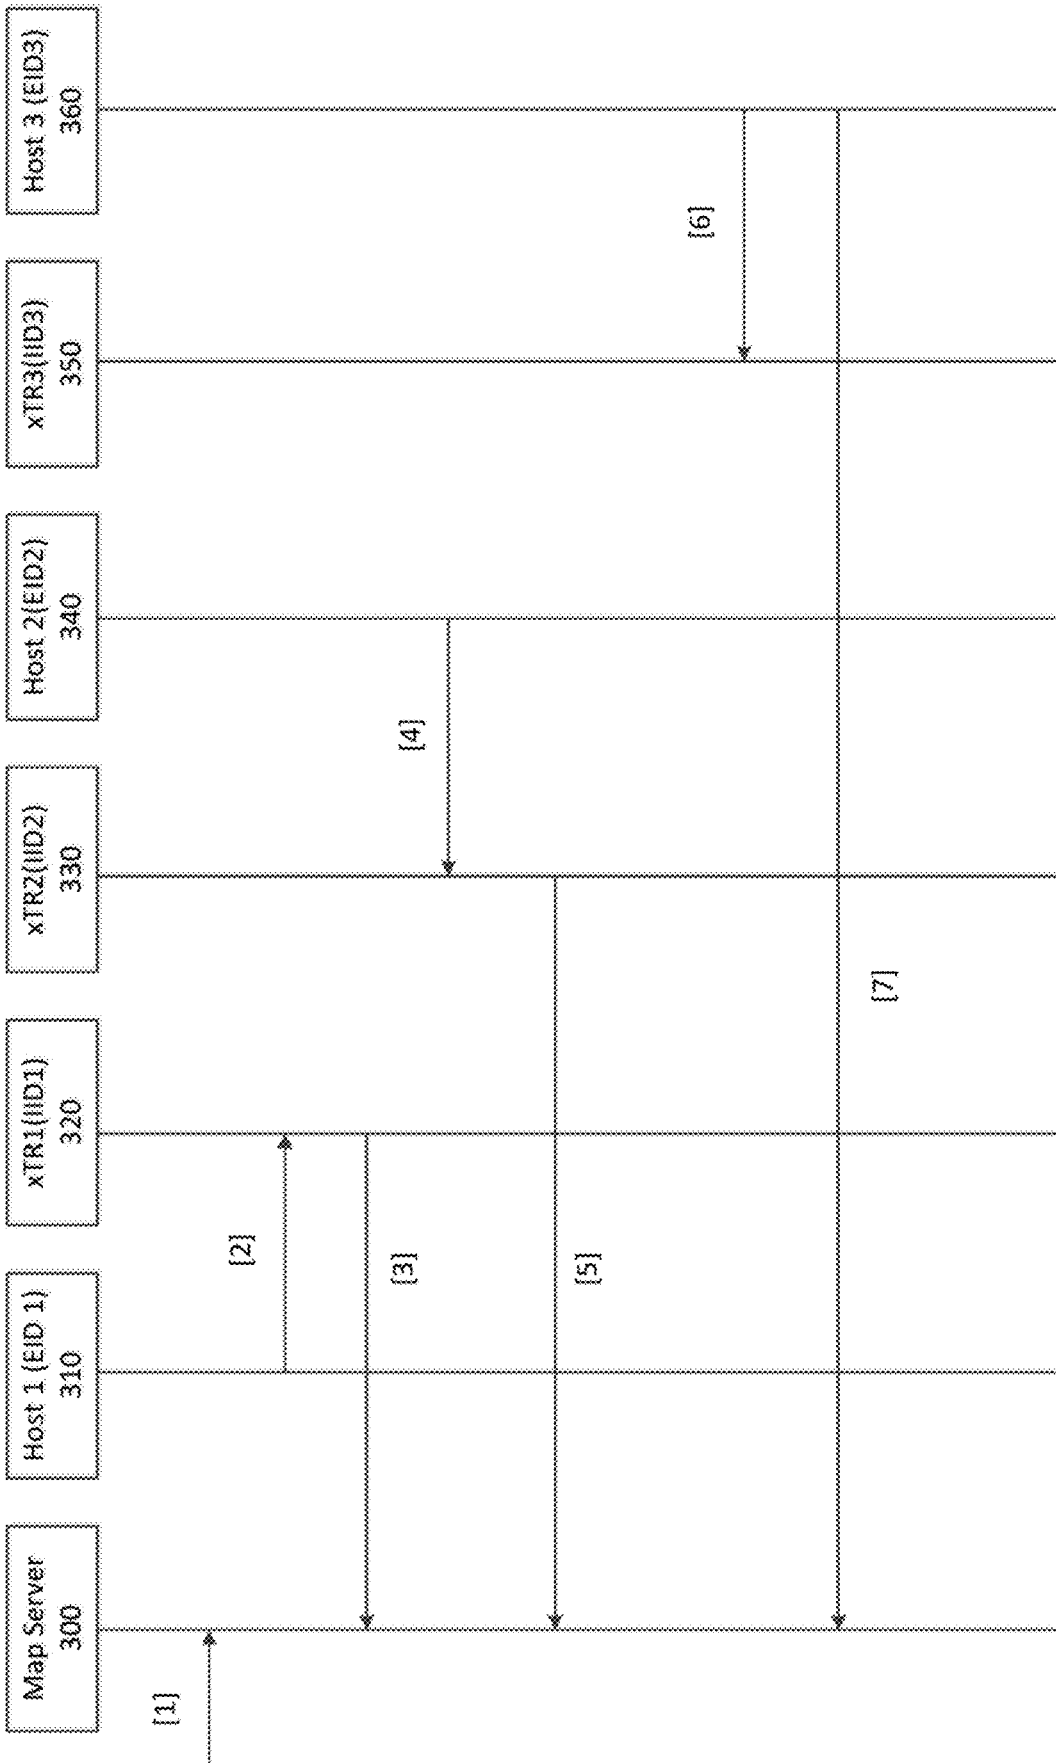 Map Server
300
Host 1 (EID 1)
310
xTR1(IID1)
320
xTR2(IID2)
330
Host 2(EID2)
340
xTR3(IID3)
350
Host 3 (EID3)
360
[1]
[2]
[3]
[4]
[5]
[6]
[7]